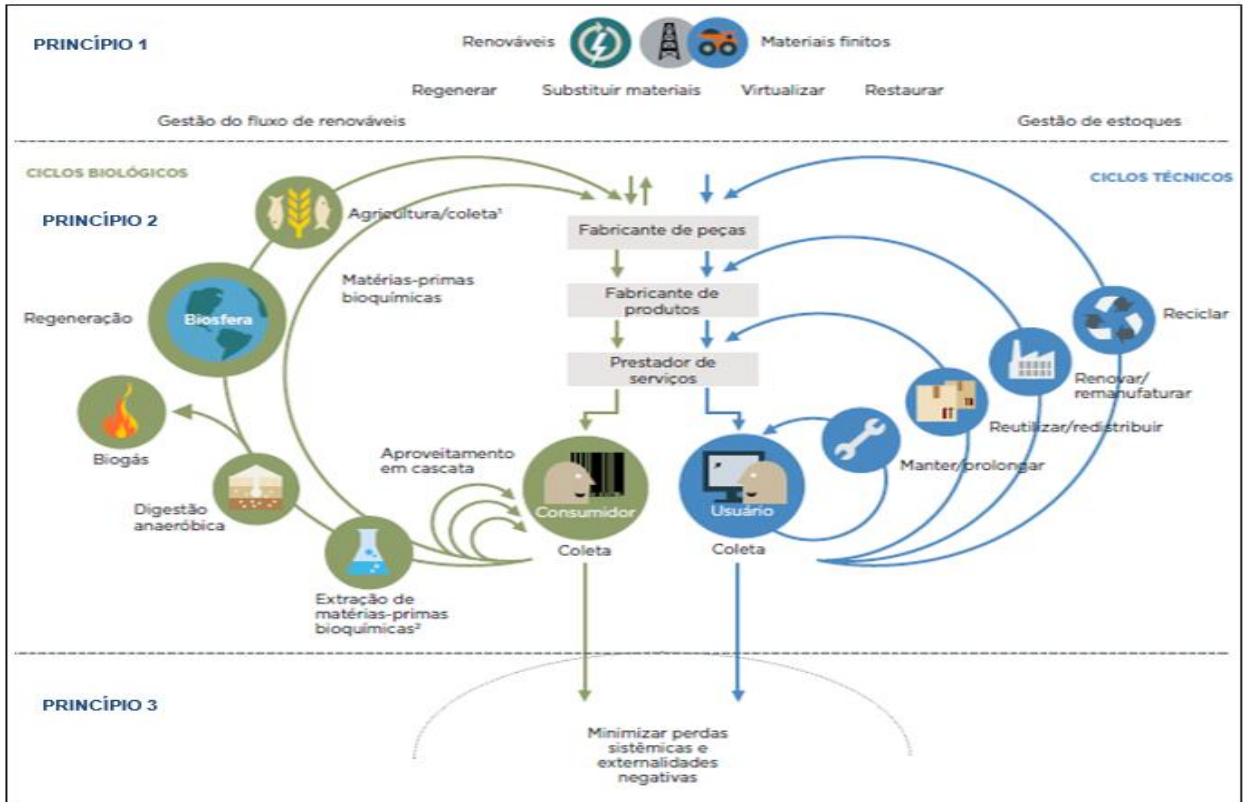 PRINCÍPIO 1
Renováveis
Materiais finitos
Regenerar
Substituir materiais
Virtualizar
Restaurar
Gestão do fluxo de renováveis
Gestão de estoques
CICLOS BIOLÓGICOS
CICLOS TÉCNICOS
PRINCÍPIO 2
Agricultura/coleta¹
Fabricante de peças
Matérias-primas
bioquímicas
Fabricante de
produtos
Regeneração
Biosfera
Reciclar
Prestador de
serviços
Renovar/
remanufaturar
Reutilizar/redistribuir
Biogás
Aproveitamento
em cascata
Manter/prolongar
Digestão
anaeróbica
Consumidor
Usuário
Coleta
Coleta
Extração de
matérias-primas
bioquímicas²
PRINCÍPIO 3
Minimizar perdas
sistêmicas e
externalidades
negativas